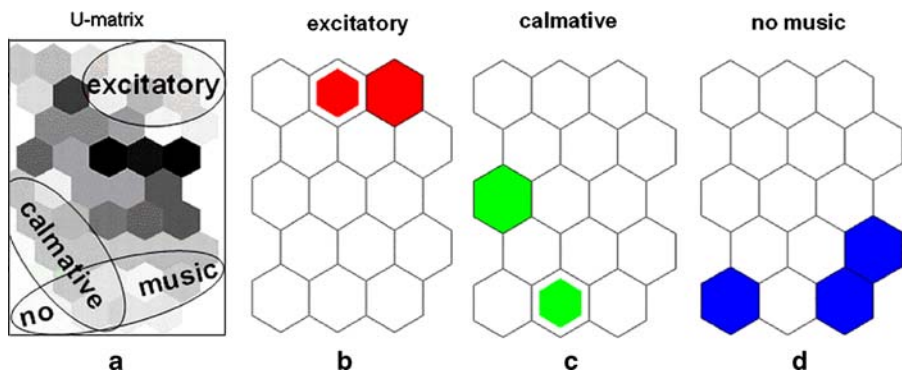 U-matrix
excitatory
calmative
no music
excitatory
calmative
no music
a
b
c
d